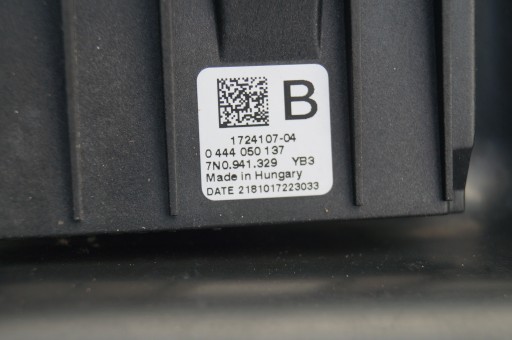 B
1724107-04
0 444 050 137
7N0.941.329 YB3
Made in Hungary
DATE 2181017223033